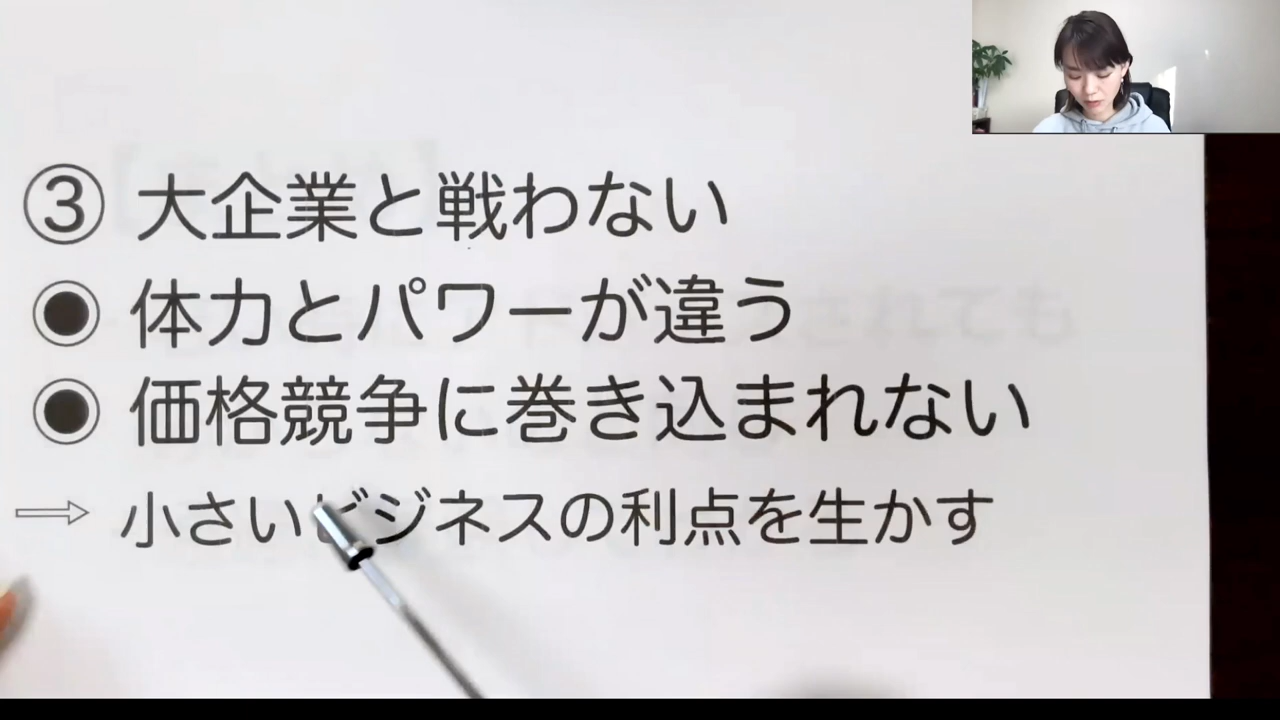 ③ 大企業と戦わない
◉ 体力とパワーが違う
◉ 価格競争に巻き込まれない
⇒ 小さいビジネスの利点を生かす